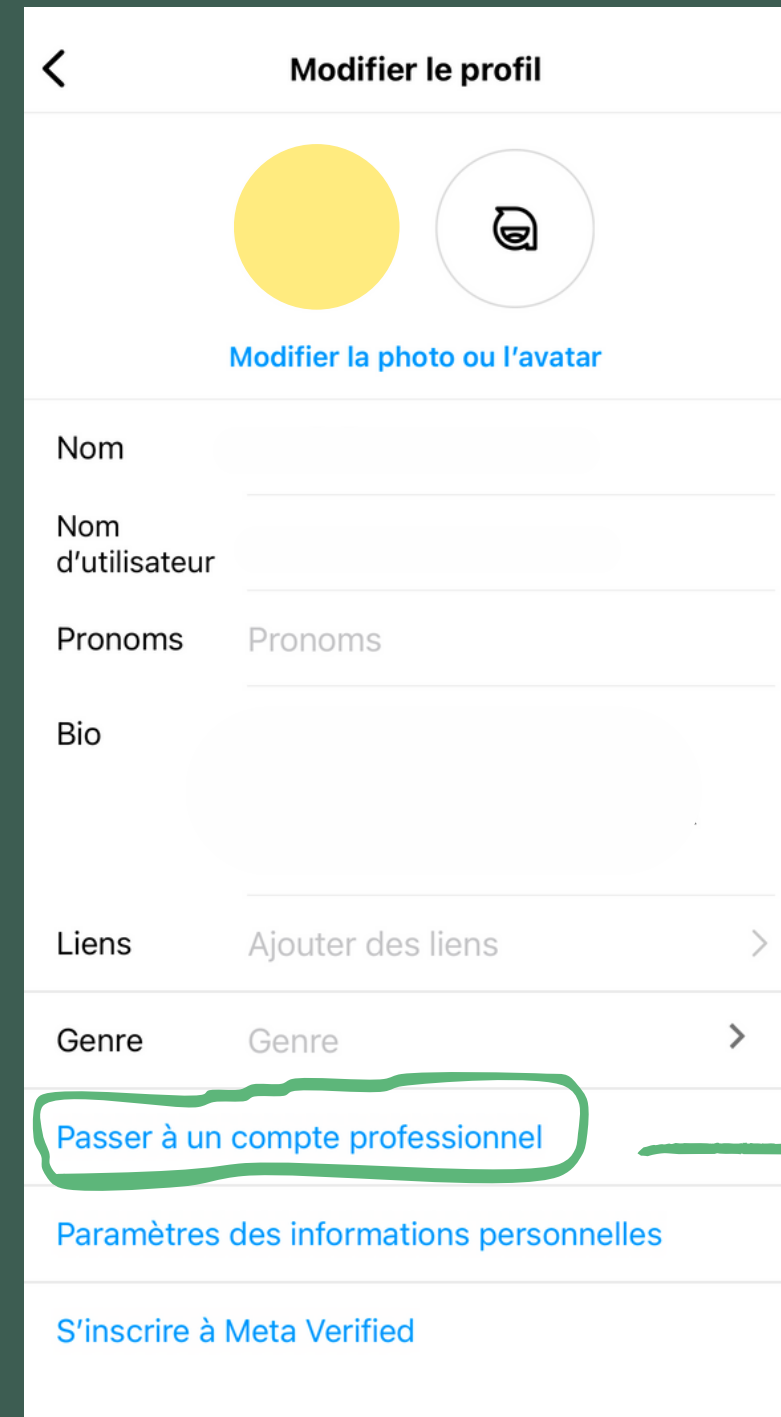 Modifier le profil
Modifier la photo ou l’avatar
Nom
Nom
d’utilisateur
Pronoms Pronoms
Bio
Liens Ajouter des liens
Genre Genre
Passer à un compte professionnel
Paramètres des informations personnelles
S’inscrire à Meta Verified